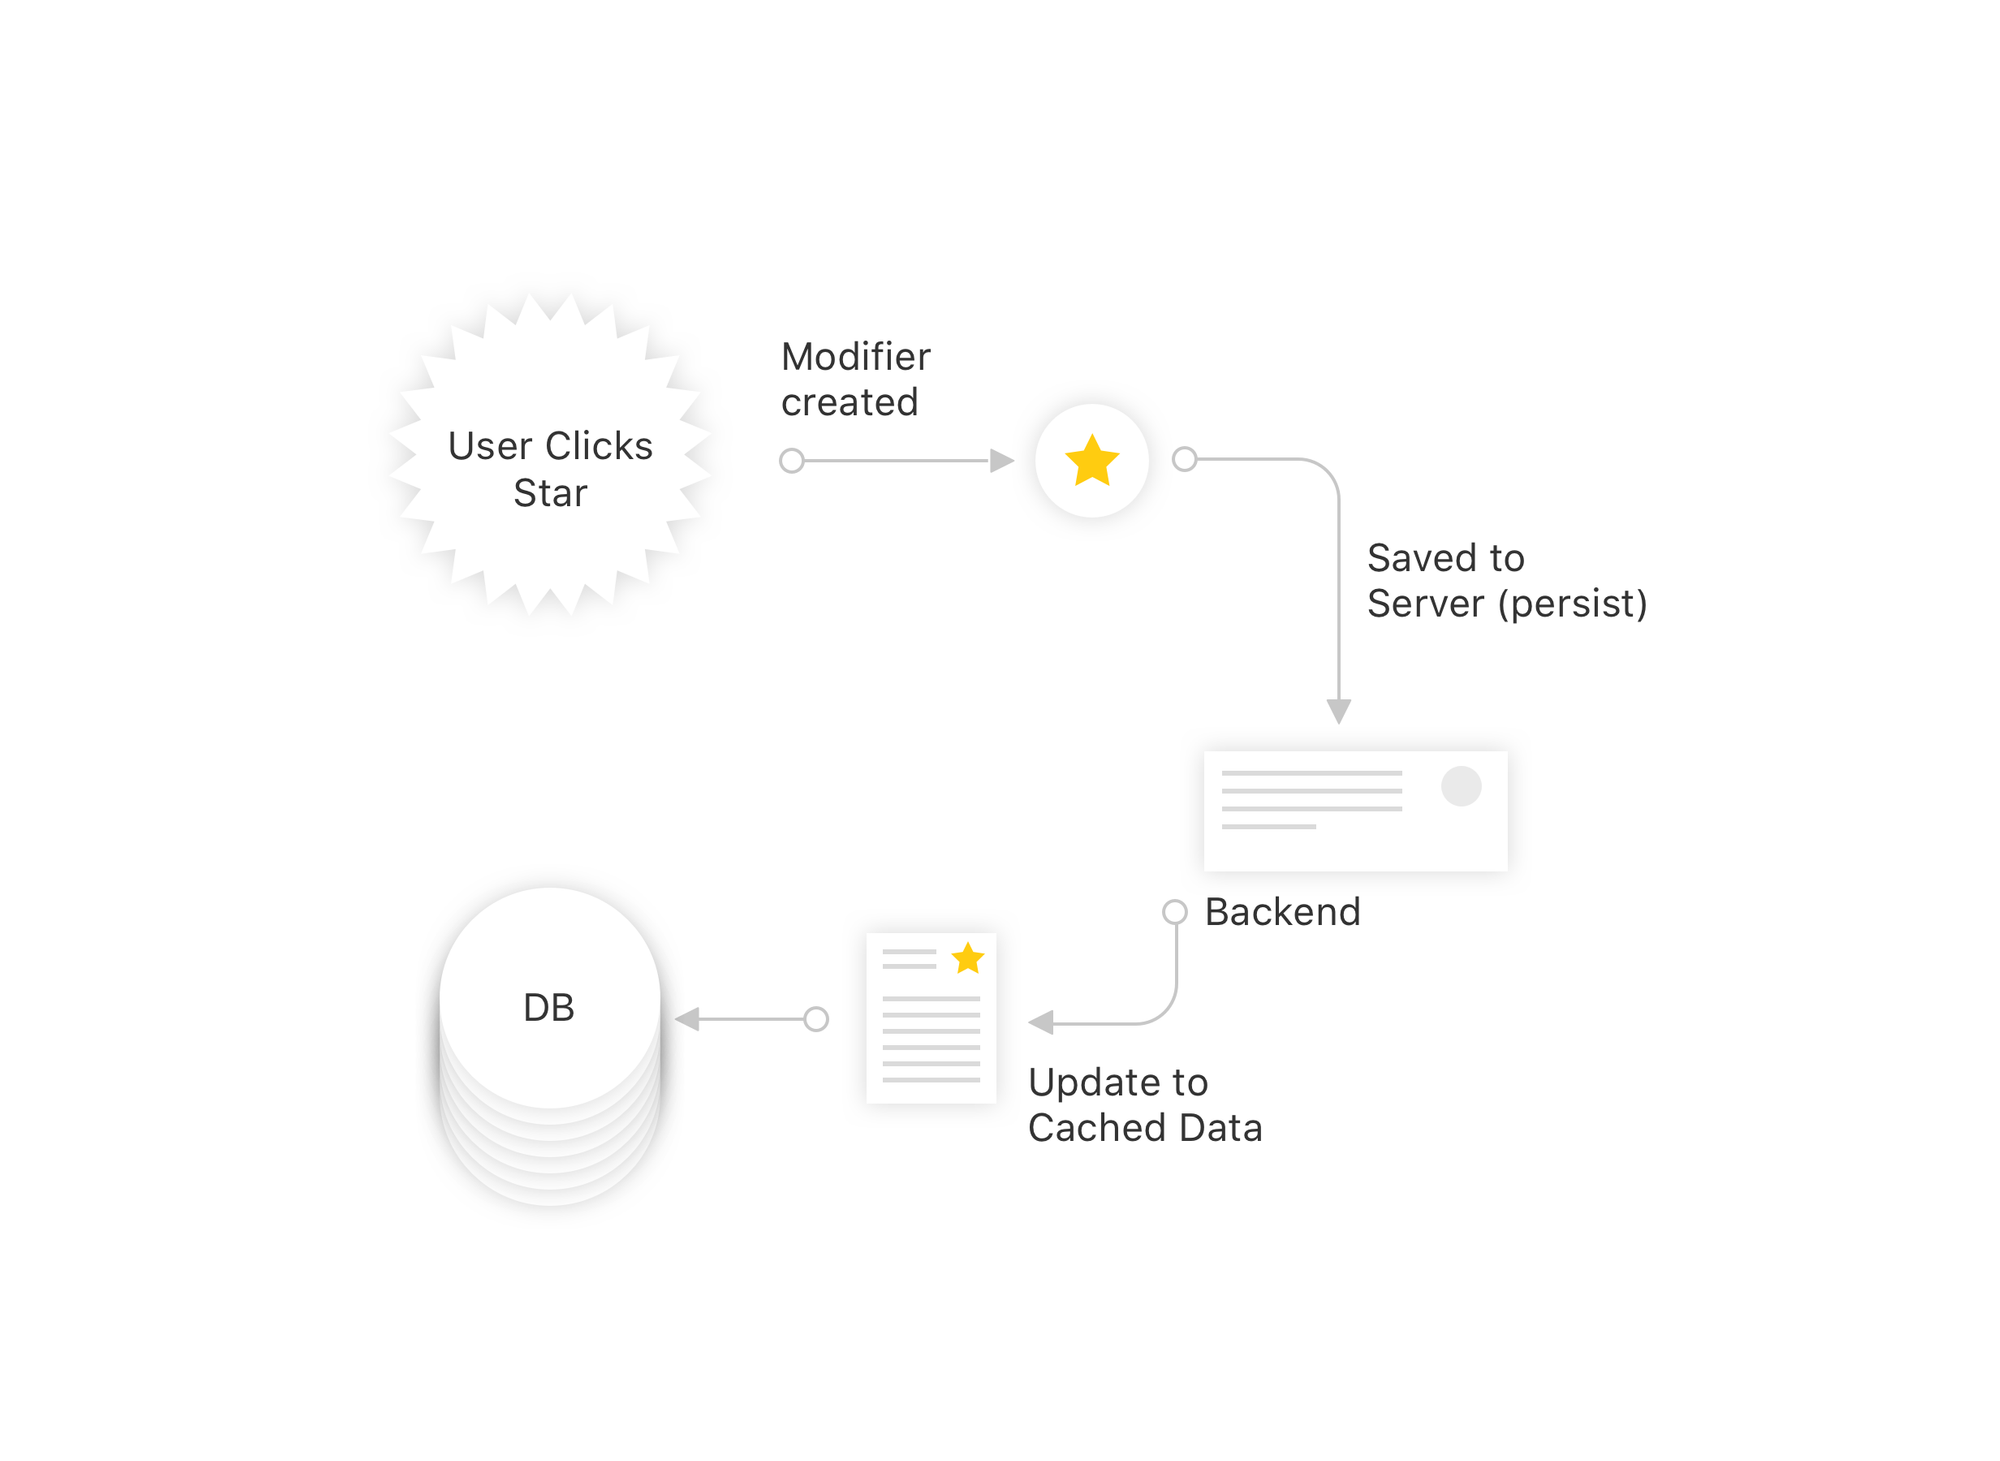 User Clicks
Star
Modifier
created
Saved to
Server (persist)
Backend
Update to
Cached Data
DB